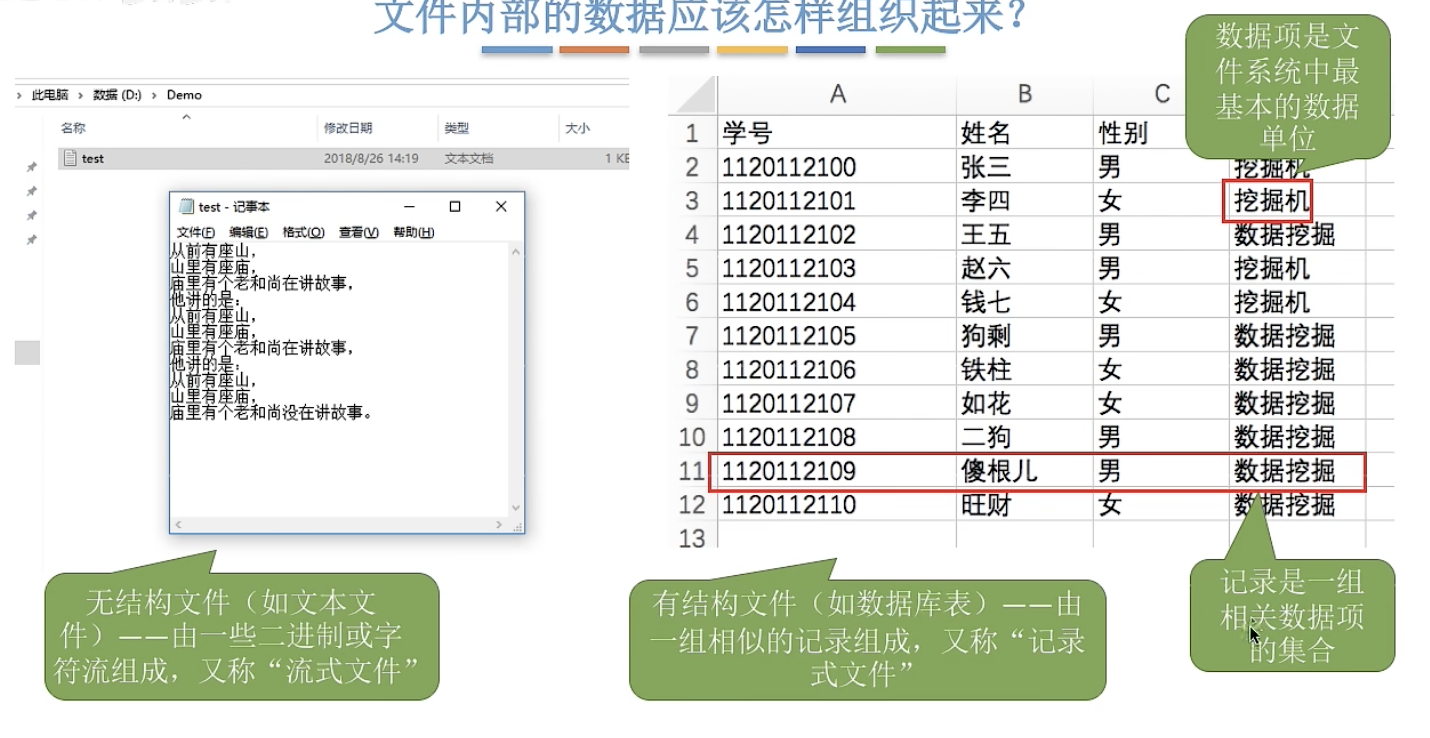 文件内部的数据应该怎样组织起来？
此电脑 › 数据 (D:) › Demo
名称 修改日期 类型 大小
test 2018/8/26 14:19 文本文档 1 KB
test - 记事本
文件(F) 编辑(E) 格式(O) 查看(V) 帮助(H)
从前有座山，
山里有座庙，
庙里有个老和尚在讲故事，
他讲的是：
从前有座山，
山里有座庙，
庙里有个老和尚在讲故事，
他讲的是：
从前有座山，
山里有座庙，
庙里有个老和尚没在讲故事。
无结构文件（如文本文
件）——由一些二进制或字
符流组成，又称“流式文件”
A B C
1 学号 姓名 性别
2 1120112100 张三 男 挖掘机
3 1120112101 李四 女 挖掘机
4 1120112102 王五 男 数据挖掘
5 1120112103 赵六 男 挖掘机
6 1120112104 钱七 女 挖掘机
7 1120112105 狗剩 男 数据挖掘
8 1120112106 铁柱 女 数据挖掘
9 1120112107 如花 女 数据挖掘
10 1120112108 二狗 男 数据挖掘
11 1120112109 傻根儿 男 数据挖掘
12 1120112110 旺财 女 数据挖掘
13
数据项是文
件系统中最
基本的数据
单位
有结构文件（如数据库表）——由
一组相似的记录组成，又称“记录
式文件”
记录是一组
相关数据项
的集合